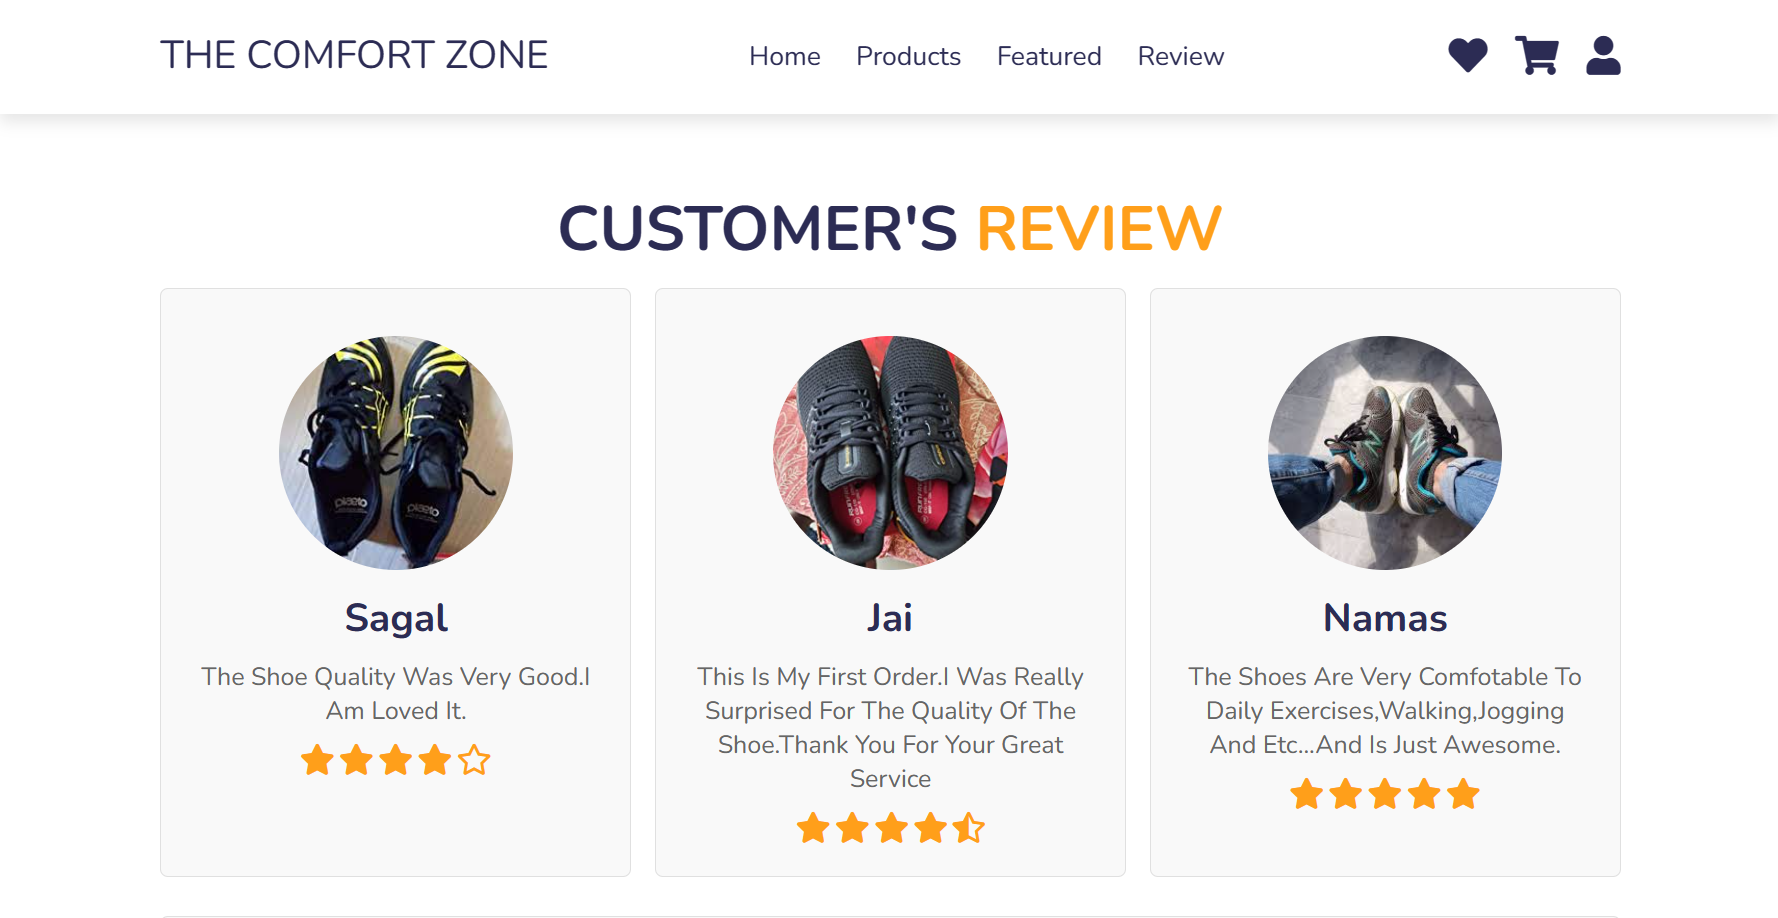 THE COMFORT ZONE
Home Products Featured Review
CUSTOMER'S REVIEW
Sagal
The Shoe Quality Was Very Good.I
Am Loved It.
Jai
This Is My First Order.I Was Really
Surprised For The Quality Of The
Shoe.Thank You For Your Great
Service
Namas
The Shoes Are Very Comfotable To
Daily Exercises,Walking,Jogging
And Etc...And Is Just Awesome.